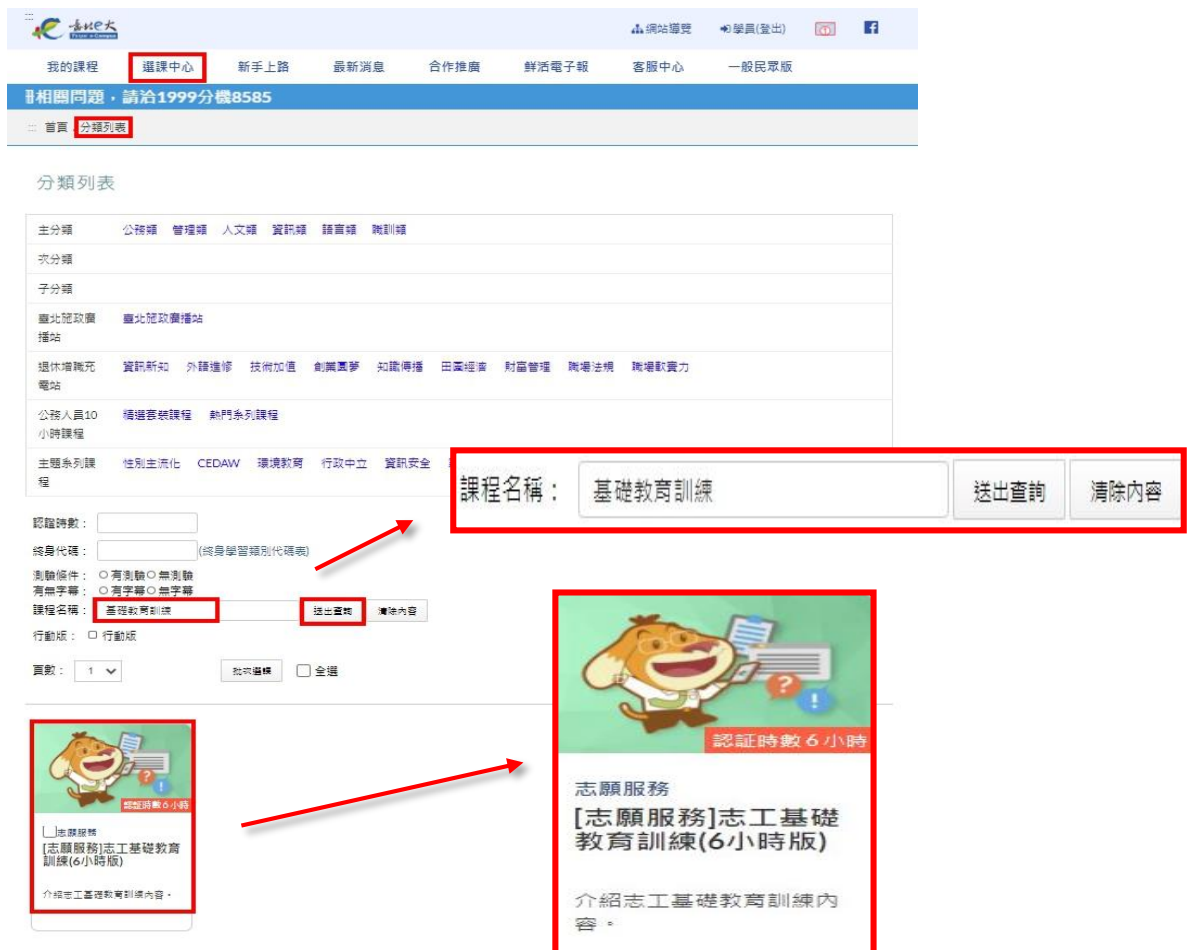 臺北e大
Taipei e-Campus
網站導覽 學員(登出)
我的課程 選課中心 新手上路 最新消息 合作推廣 鮮活電子報 客服中心 一般民眾版
相關問題，請洽1999分機8585
首頁 分類列表
分類列表
主分類 公務類 管理類 人文類 資訊類 語言類 職訓類
次分類
子分類
臺北施政廣 臺北施政廣播站
播站
退休增職充 資訊新知 外語進修 技術加值 創業圓夢 知識傳播 田園經濟 財富管理 職場法規 職場軟實力
電站
公務人員10 精選套裝課程 熱門系列課程
小時課程
主題系列課 性別主流化 CEDAW 環境教育 行政中立 資訊安全
程
課程名稱： 基礎教育訓練 送出查詢 清除內容
認證時數：
終身代碼： (終身學習類別代碼表)
測驗條件： 有測驗 無測驗
有無字幕： 有字幕 無字幕
課程名稱： 基礎教育訓練 送出查詢 清除內容
行動版： 行動版
頁數： 1 批次選課 全選
認証時數6小時
志願服務
[志願服務]志工基礎教育
訓練(6小時版)
介紹志工基礎教育訓練內容。
認証時數6小時
志願服務
[志願服務]志工基礎
教育訓練(6小時版)
介紹志工基礎教育訓練內
容。